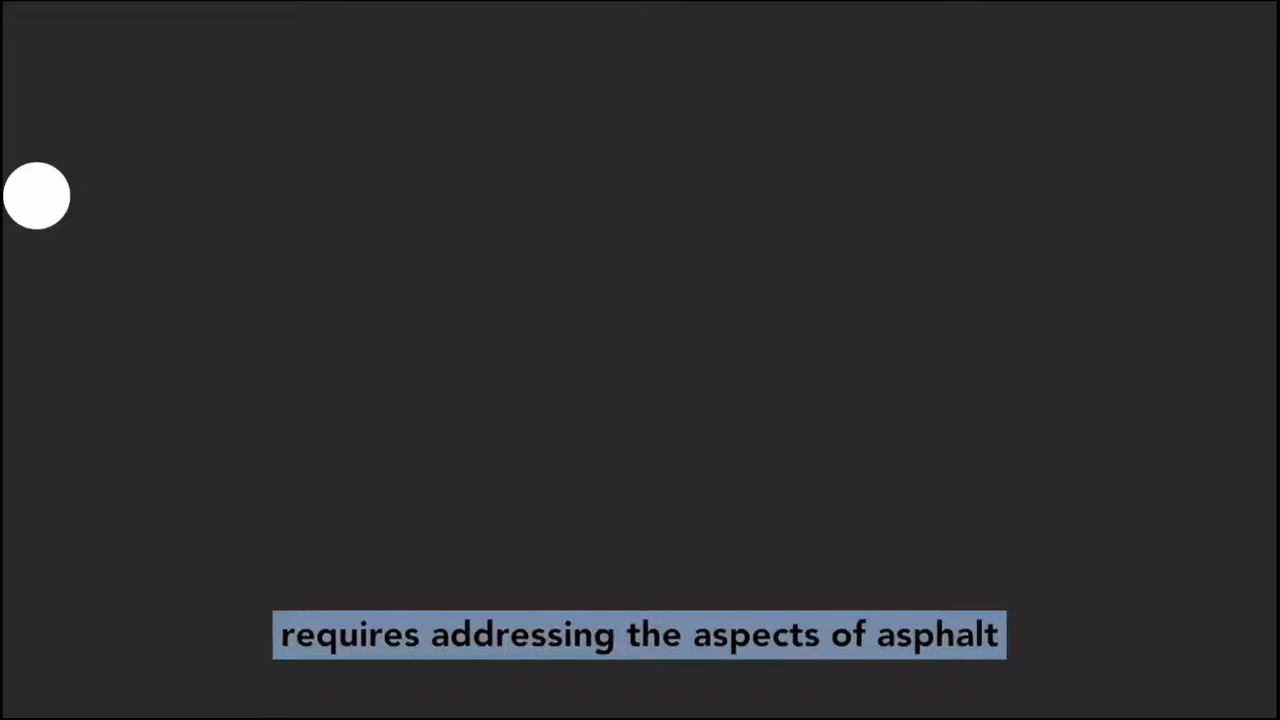 requires addressing the aspects of asphalt